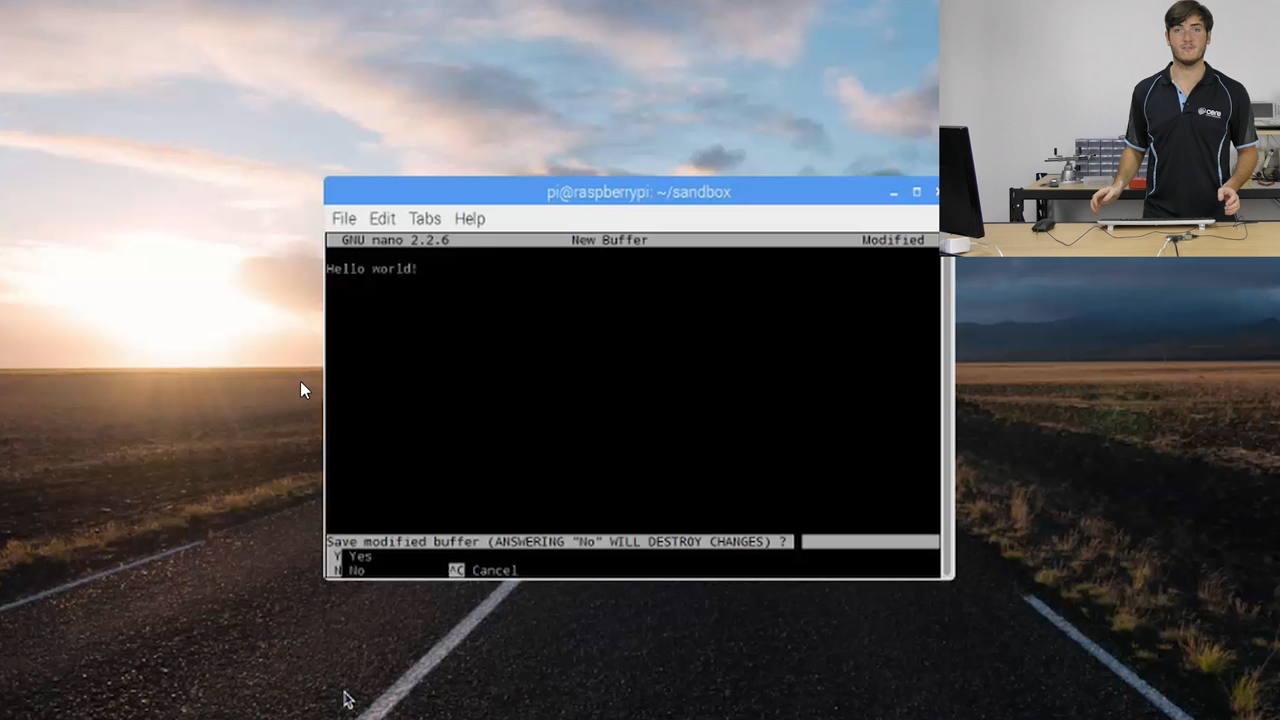 pi@raspberrypi: ~/sandbox
File Edit Tabs Help
GNU nano 2.2.6 New Buffer Modified
Hello world!
Save modified buffer (ANSWERING "No" WILL DESTROY CHANGES) ?
Y Yes
N No ^C Cancel